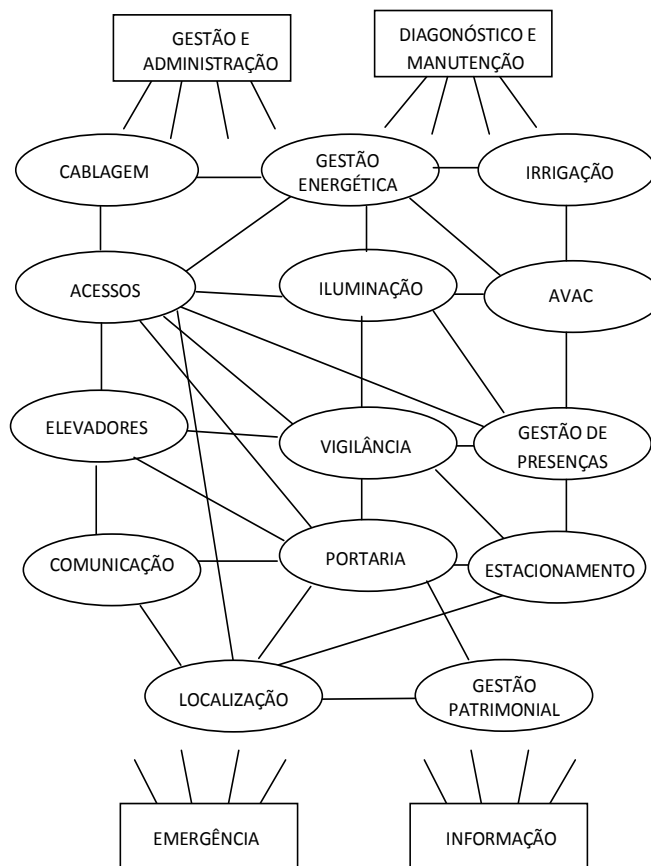 GESTÃO E
ADMINISTRAÇÃO
DIAGONÓSTICO E
MANUTENÇÃO
CABLAGEM
GESTÃO
ENERGÉTICA
IRRIGAÇÃO
ACESSOS
ILUMINAÇÃO
AVAC
ELEVADORES
VIGILÂNCIA
GESTÃO DE
PRESENÇAS
COMUNICAÇÃO
PORTARIA
ESTACIONAMENTO
LOCALIZAÇÃO
GESTÃO
PATRIMONIAL
EMERGÊNCIA
INFORMAÇÃO